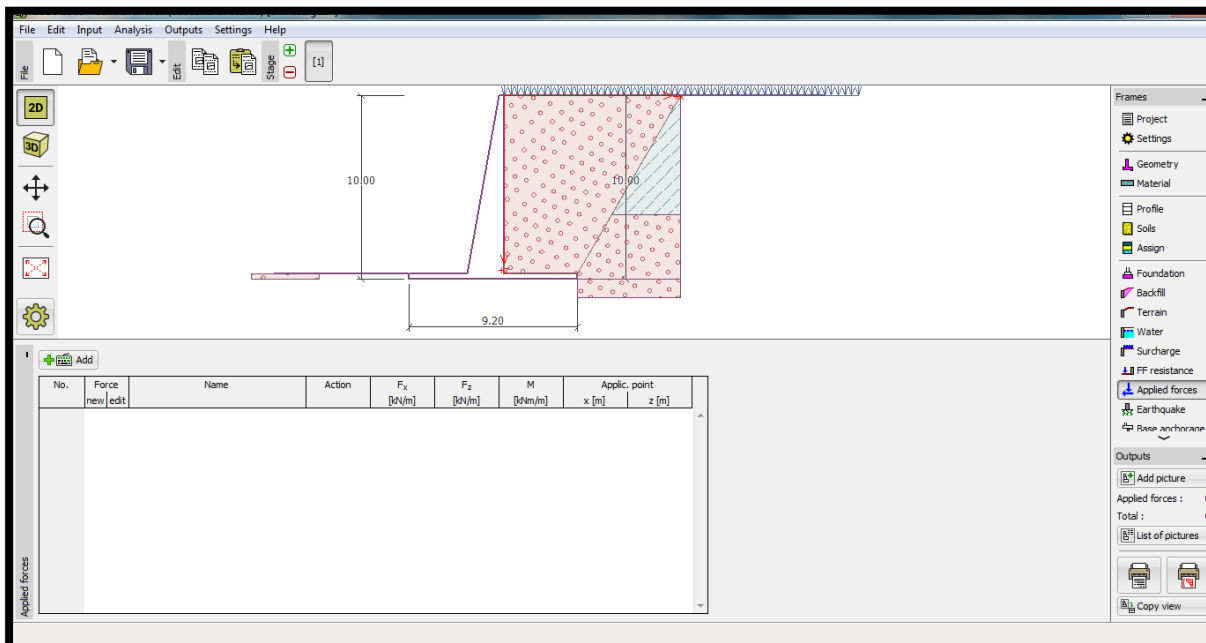 File Edit Input Analysis Outputs Settings Help
File
Edit
Stage
[1]
2D
3D
10.00
10.00
9.20
+z
Add
No. Force Name Action Fx Fz M Applic. point
new edit [kN/m] [kN/m] [kNm/m] x [m] z [m]
Applied forces
Frames
Project
Settings
Geometry
Material
Profile
Soils
Assign
Foundation
Backfill
Terrain
Water
Surcharge
FF resistance
Applied forces
Earthquake
Base anchorage
Outputs
Add picture
Applied forces :
Total :
List of pictures
Copy view